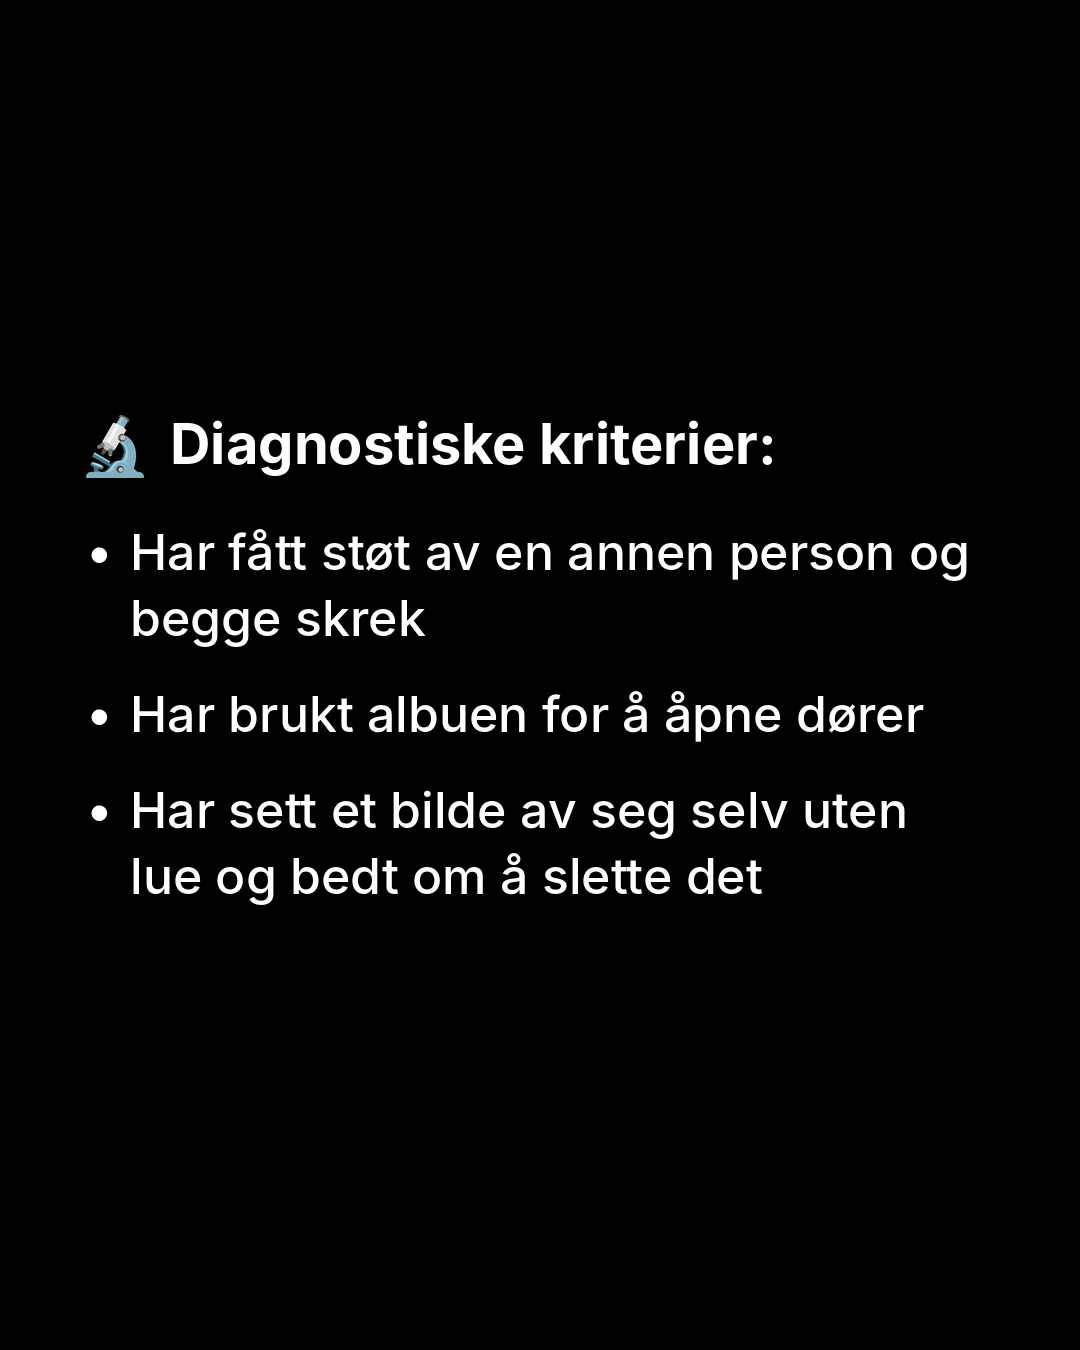 🔬 Diagnostiske kriterier:
• Har fått støt av en annen person og
begge skrek
• Har brukt albuen for å åpne dører
• Har sett et bilde av seg selv uten
lue og bedt om å slette det